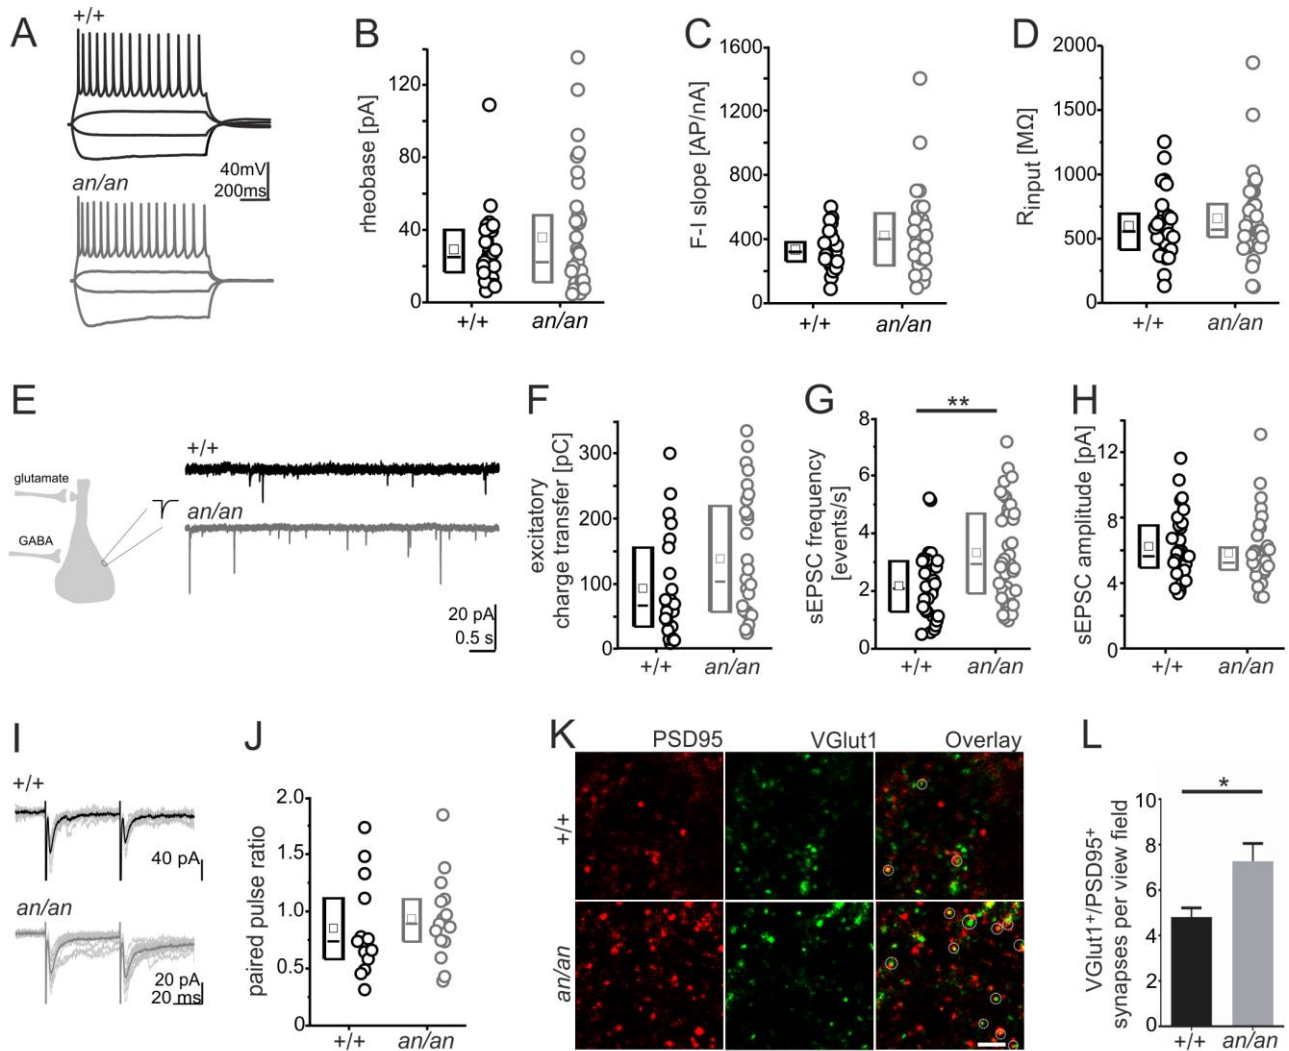 A
+/+
40mV
200ms
an/an
B
rheobase [pA]
120
80
40
0
+/+
an/an
C
F-I slope [AP/nA]
1600
1200
800
400
0
+/+
an/an
D
Rinput [MΩ]
2000
1500
1000
500
0
+/+
an/an
E
glutamate
GABA
+/+
an/an
20 pA
0.5 s
F
excitatory
charge transfer [pC]
300
200
100
0
+/+
an/an
G
sEPSC frequency
[events/s]
8
6
4
2
0
**
+/+
an/an
H
sEPSC amplitude [pA]
12
8
4
0
+/+
an/an
I
+/+
40 pA
an/an
20 pA
20 ms
J
paired pulse ratio
2.0
1.5
1.0
0.5
0
+/+
an/an
K
PSD95
VGlut1
Overlay
+/+
an/an
L
VGlut1+/PSD95+
synapses per view field
10
8
6
4
2
0
*
+/+
an/an